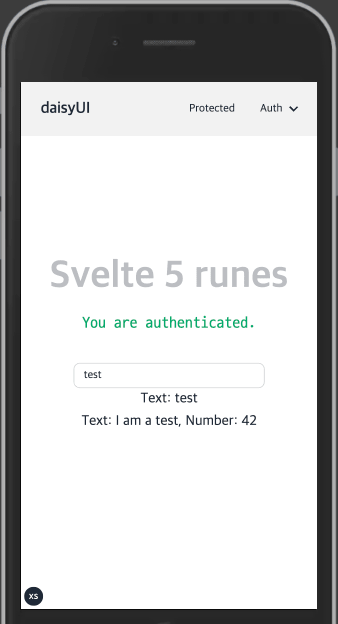 daisyUI Protected Auth
Svelte 5 runes
You are authenticated.
test
Text: test
Text: I am a test, Number: 42
xs